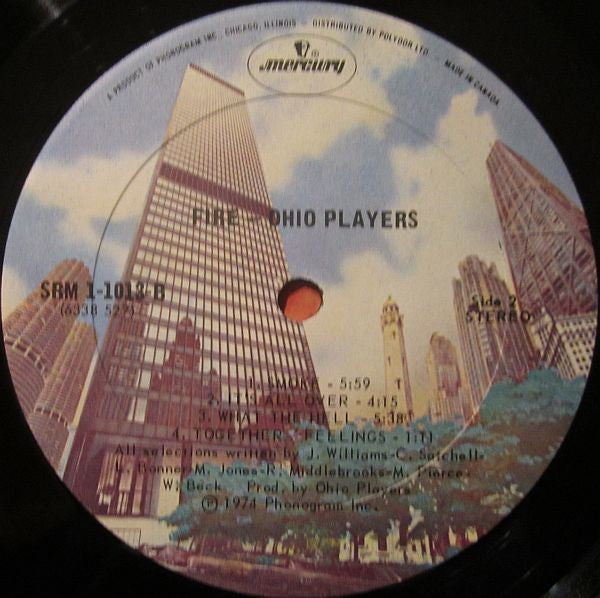 A PRODUCT OF PHONOGRAM INC., CHICAGO, ILLINOIS - DISTRIBUTED BY POLYDOR LTD. - MADE IN CANADA
mercury
FIRE - OHIO PLAYERS
SRM 1-1013-B
(6338 527)
Side 2
STEREO
1. SMOKE - 5:59
2. IT'S ALL OVER - 4:15
3. WHAT THE HELL - 5:38
4. TOGETHER, FEELINGS - 1:11
All selections written by J. Williams-C. Satchell-
L. Bonner-M. Jones-R. Middlebrooks-M. Pierce-
W. Beck Prod. by Ohio Players
Ⓟ 1974 Phonogram Inc.